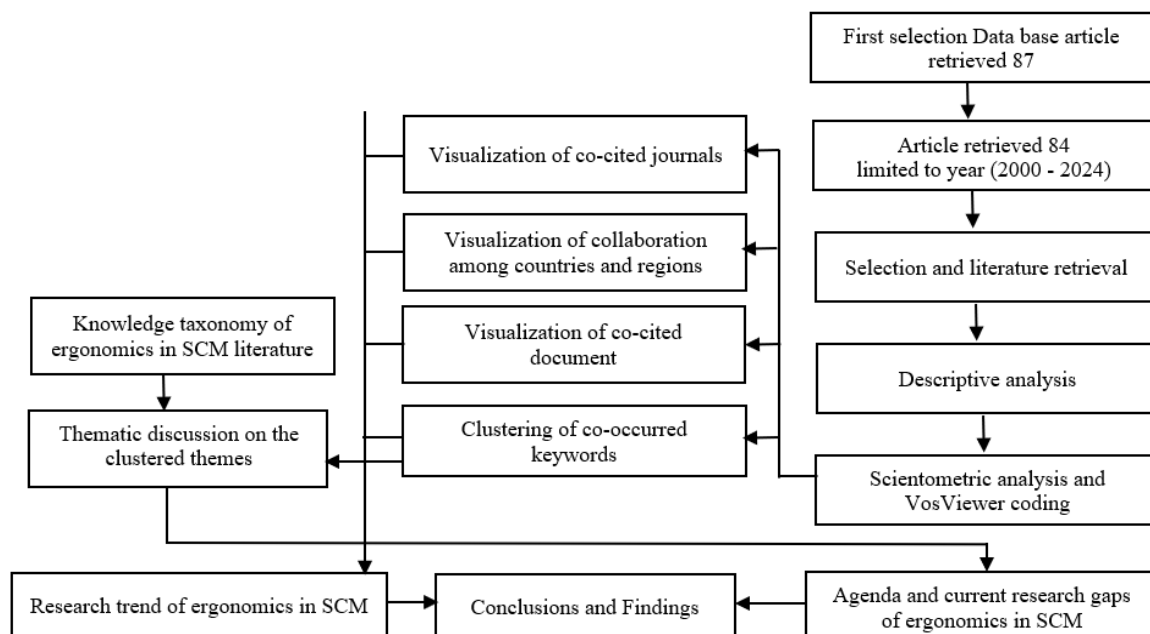 First selection Data base article
retrieved 87
Article retrieved 84
limited to year (2000 - 2024)
Selection and literature retrieval
Descriptive analysis
Scientometric analysis and
VosViewer coding
Visualization of co-cited journals
Visualization of collaboration
among countries and regions
Visualization of co-cited
document
Clustering of co-occurred
keywords
Knowledge taxonomy of
ergonomics in SCM literature
Thematic discussion on the
clustered themes
Research trend of ergonomics in SCM
Conclusions and Findings
Agenda and current research gaps
of ergonomics in SCM